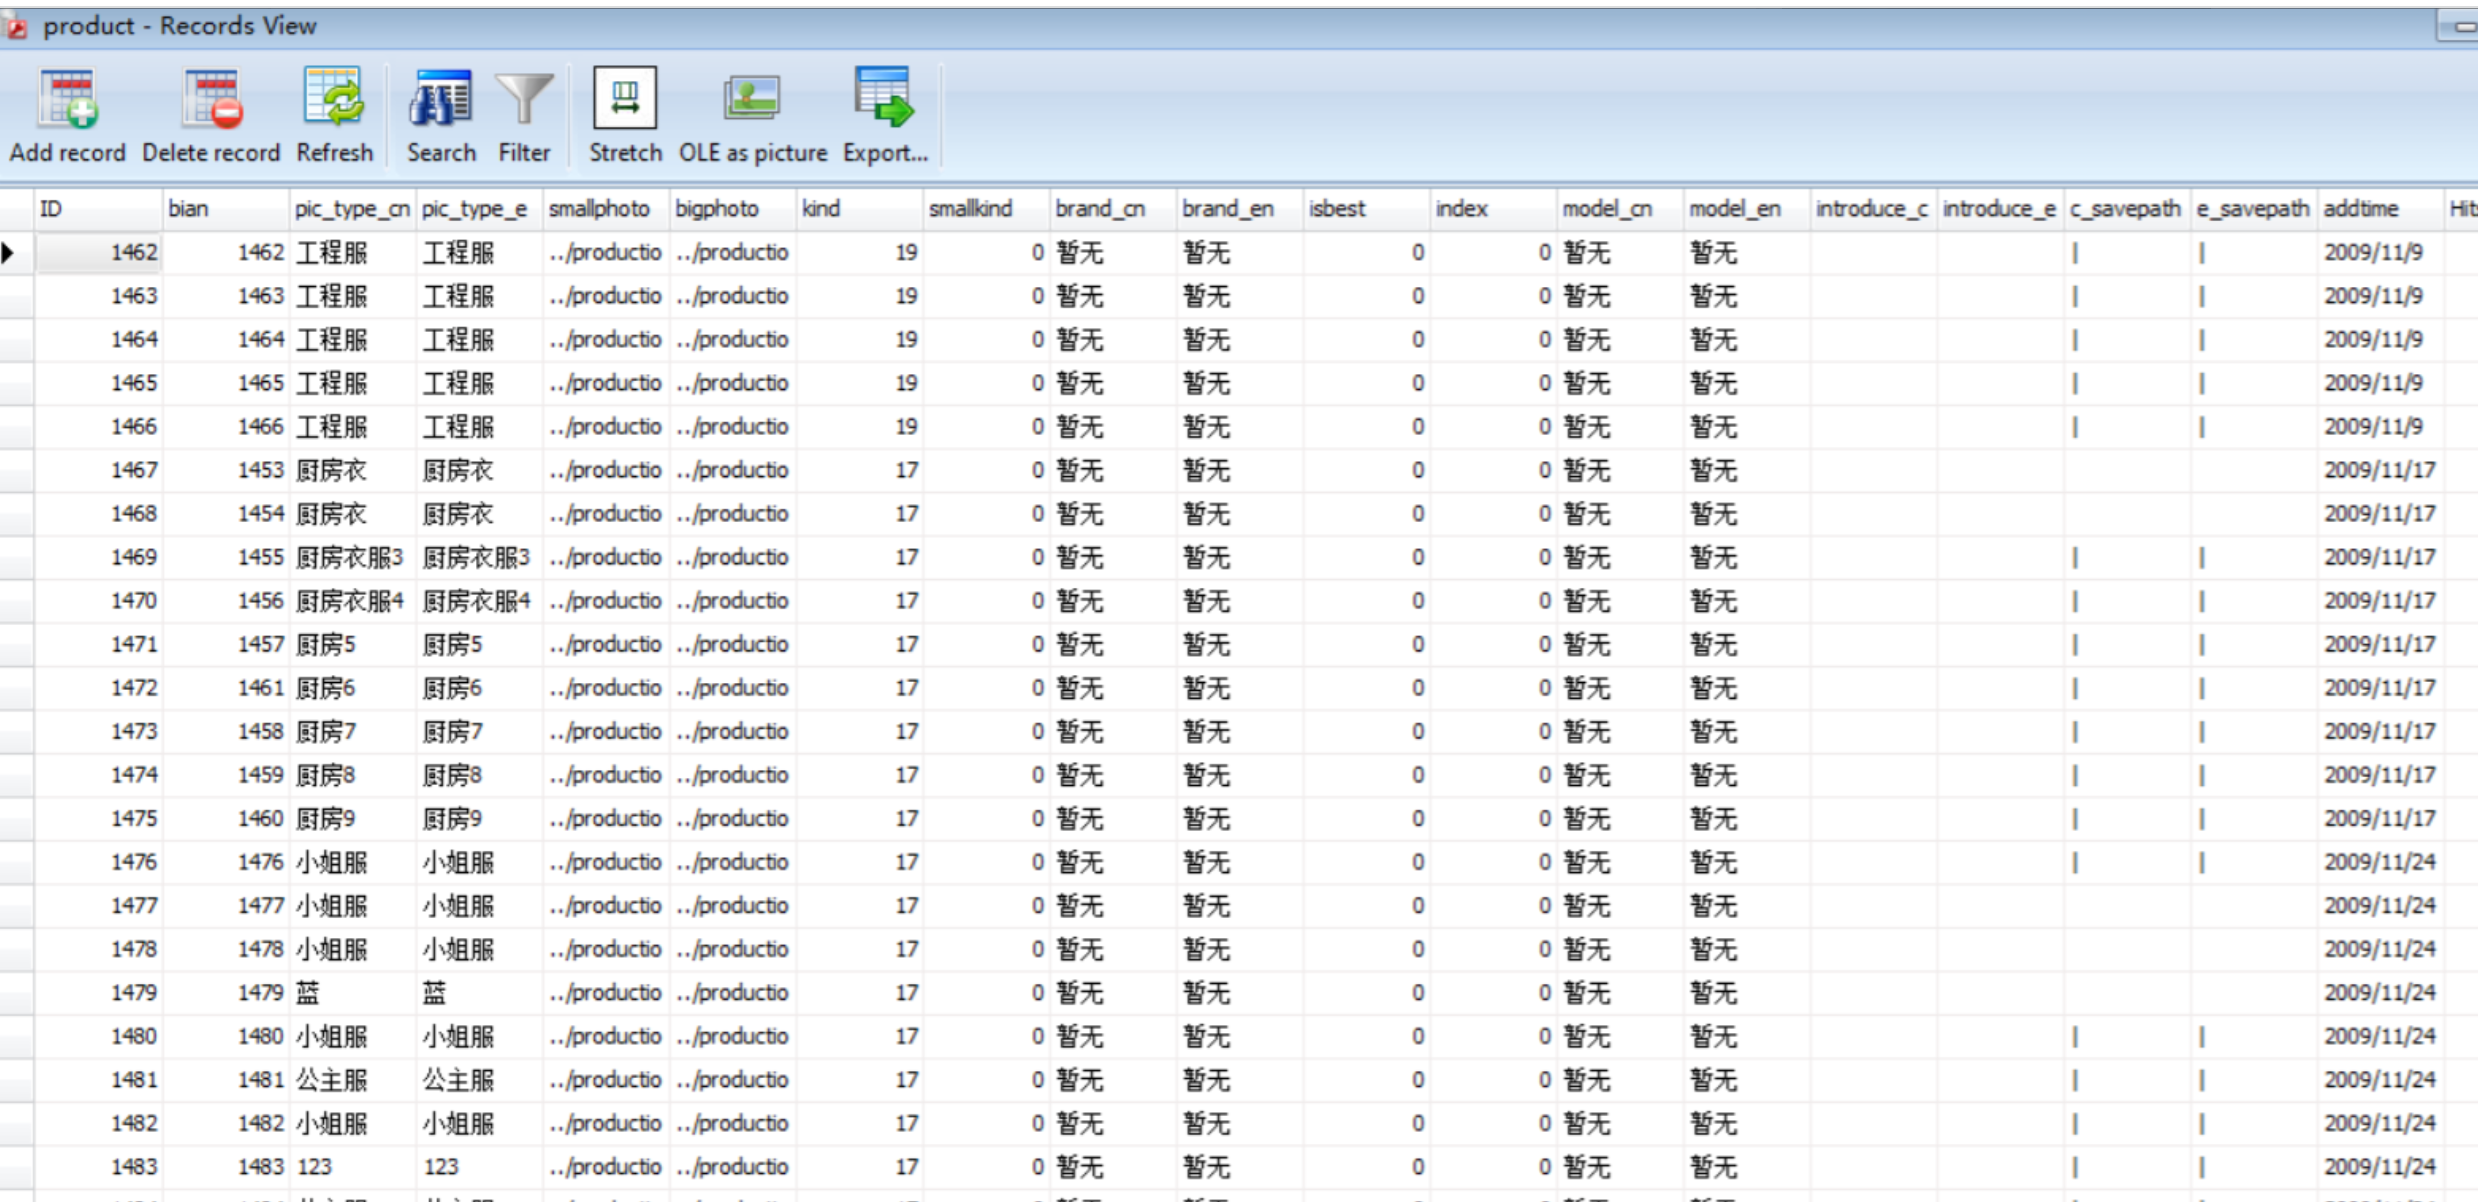 product - Records View
Add record Delete record Refresh Search Filter Stretch OLE as picture Export...
ID bian pic_type_cn pic_type_e smallphoto bigphoto kind smallkind brand_cn brand_en isbest index model_cn model_en introduce_c introduce_e c_savepath e_savepath addtime Hit
1462 1462 工程服 工程服 ../productio ../productio 19 0 暂无 暂无 0 0 暂无 暂无 | | 2009/11/9
1463 1463 工程服 工程服 ../productio ../productio 19 0 暂无 暂无 0 0 暂无 暂无 | | 2009/11/9
1464 1464 工程服 工程服 ../productio ../productio 19 0 暂无 暂无 0 0 暂无 暂无 | | 2009/11/9
1465 1465 工程服 工程服 ../productio ../productio 19 0 暂无 暂无 0 0 暂无 暂无 | | 2009/11/9
1466 1466 工程服 工程服 ../productio ../productio 19 0 暂无 暂无 0 0 暂无 暂无 | | 2009/11/9
1467 1453 厨房衣 厨房衣 ../productio ../productio 17 0 暂无 暂无 0 0 暂无 暂无 2009/11/17
1468 1454 厨房衣 厨房衣 ../productio ../productio 17 0 暂无 暂无 0 0 暂无 暂无 2009/11/17
1469 1455 厨房衣服3 厨房衣服3 ../productio ../productio 17 0 暂无 暂无 0 0 暂无 暂无 | | 2009/11/17
1470 1456 厨房衣服4 厨房衣服4 ../productio ../productio 17 0 暂无 暂无 0 0 暂无 暂无 | | 2009/11/17
1471 1457 厨房5 厨房5 ../productio ../productio 17 0 暂无 暂无 0 0 暂无 暂无 | | 2009/11/17
1472 1461 厨房6 厨房6 ../productio ../productio 17 0 暂无 暂无 0 0 暂无 暂无 | | 2009/11/17
1473 1458 厨房7 厨房7 ../productio ../productio 17 0 暂无 暂无 0 0 暂无 暂无 | | 2009/11/17
1474 1459 厨房8 厨房8 ../productio ../productio 17 0 暂无 暂无 0 0 暂无 暂无 | | 2009/11/17
1475 1460 厨房9 厨房9 ../productio ../productio 17 0 暂无 暂无 0 0 暂无 暂无 | | 2009/11/17
1476 1476 小姐服 小姐服 ../productio ../productio 17 0 暂无 暂无 0 0 暂无 暂无 | | 2009/11/24
1477 1477 小姐服 小姐服 ../productio ../productio 17 0 暂无 暂无 0 0 暂无 暂无 2009/11/24
1478 1478 小姐服 小姐服 ../productio ../productio 17 0 暂无 暂无 0 0 暂无 暂无 2009/11/24
1479 1479 蓝 蓝 ../productio ../productio 17 0 暂无 暂无 0 0 暂无 暂无 2009/11/24
1480 1480 小姐服 小姐服 ../productio ../productio 17 0 暂无 暂无 0 0 暂无 暂无 | | 2009/11/24
1481 1481 公主服 公主服 ../productio ../productio 17 0 暂无 暂无 0 0 暂无 暂无 | | 2009/11/24
1482 1482 小姐服 小姐服 ../productio ../productio 17 0 暂无 暂无 0 0 暂无 暂无 | | 2009/11/24
1483 1483 123 123 ../productio ../productio 17 0 暂无 暂无 0 0 暂无 暂无 | | 2009/11/24